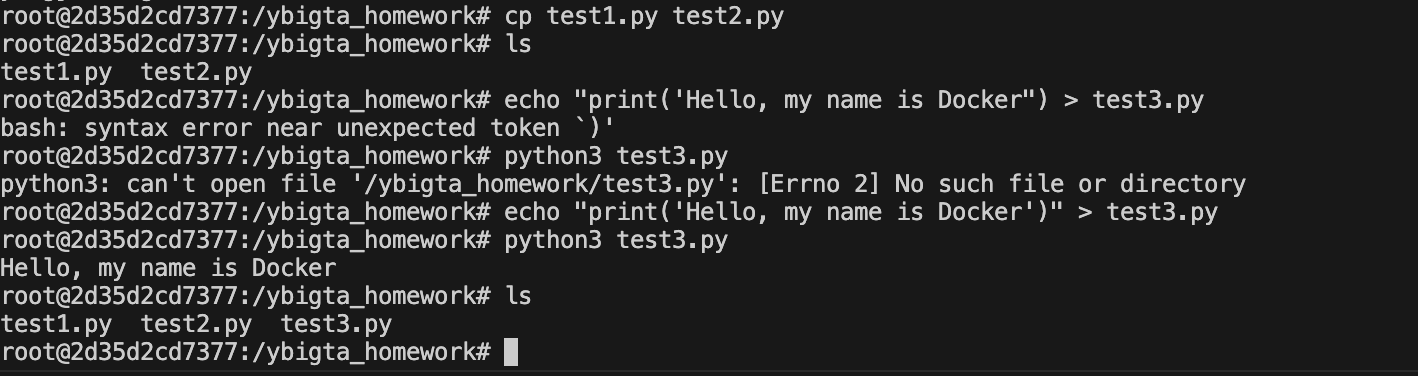 root@2d35d2cd7377:/ybigta_homework# cp test1.py test2.py
root@2d35d2cd7377:/ybigta_homework# ls
test1.py  test2.py
root@2d35d2cd7377:/ybigta_homework# echo "print('Hello, my name is Docker") > test3.py
bash: syntax error near unexpected token `)'
root@2d35d2cd7377:/ybigta_homework# python3 test3.py
python3: can't open file '/ybigta_homework/test3.py': [Errno 2] No such file or directory
root@2d35d2cd7377:/ybigta_homework# echo "print('Hello, my name is Docker')" > test3.py
root@2d35d2cd7377:/ybigta_homework# python3 test3.py
Hello, my name is Docker
root@2d35d2cd7377:/ybigta_homework# ls
test1.py  test2.py  test3.py
root@2d35d2cd7377:/ybigta_homework#